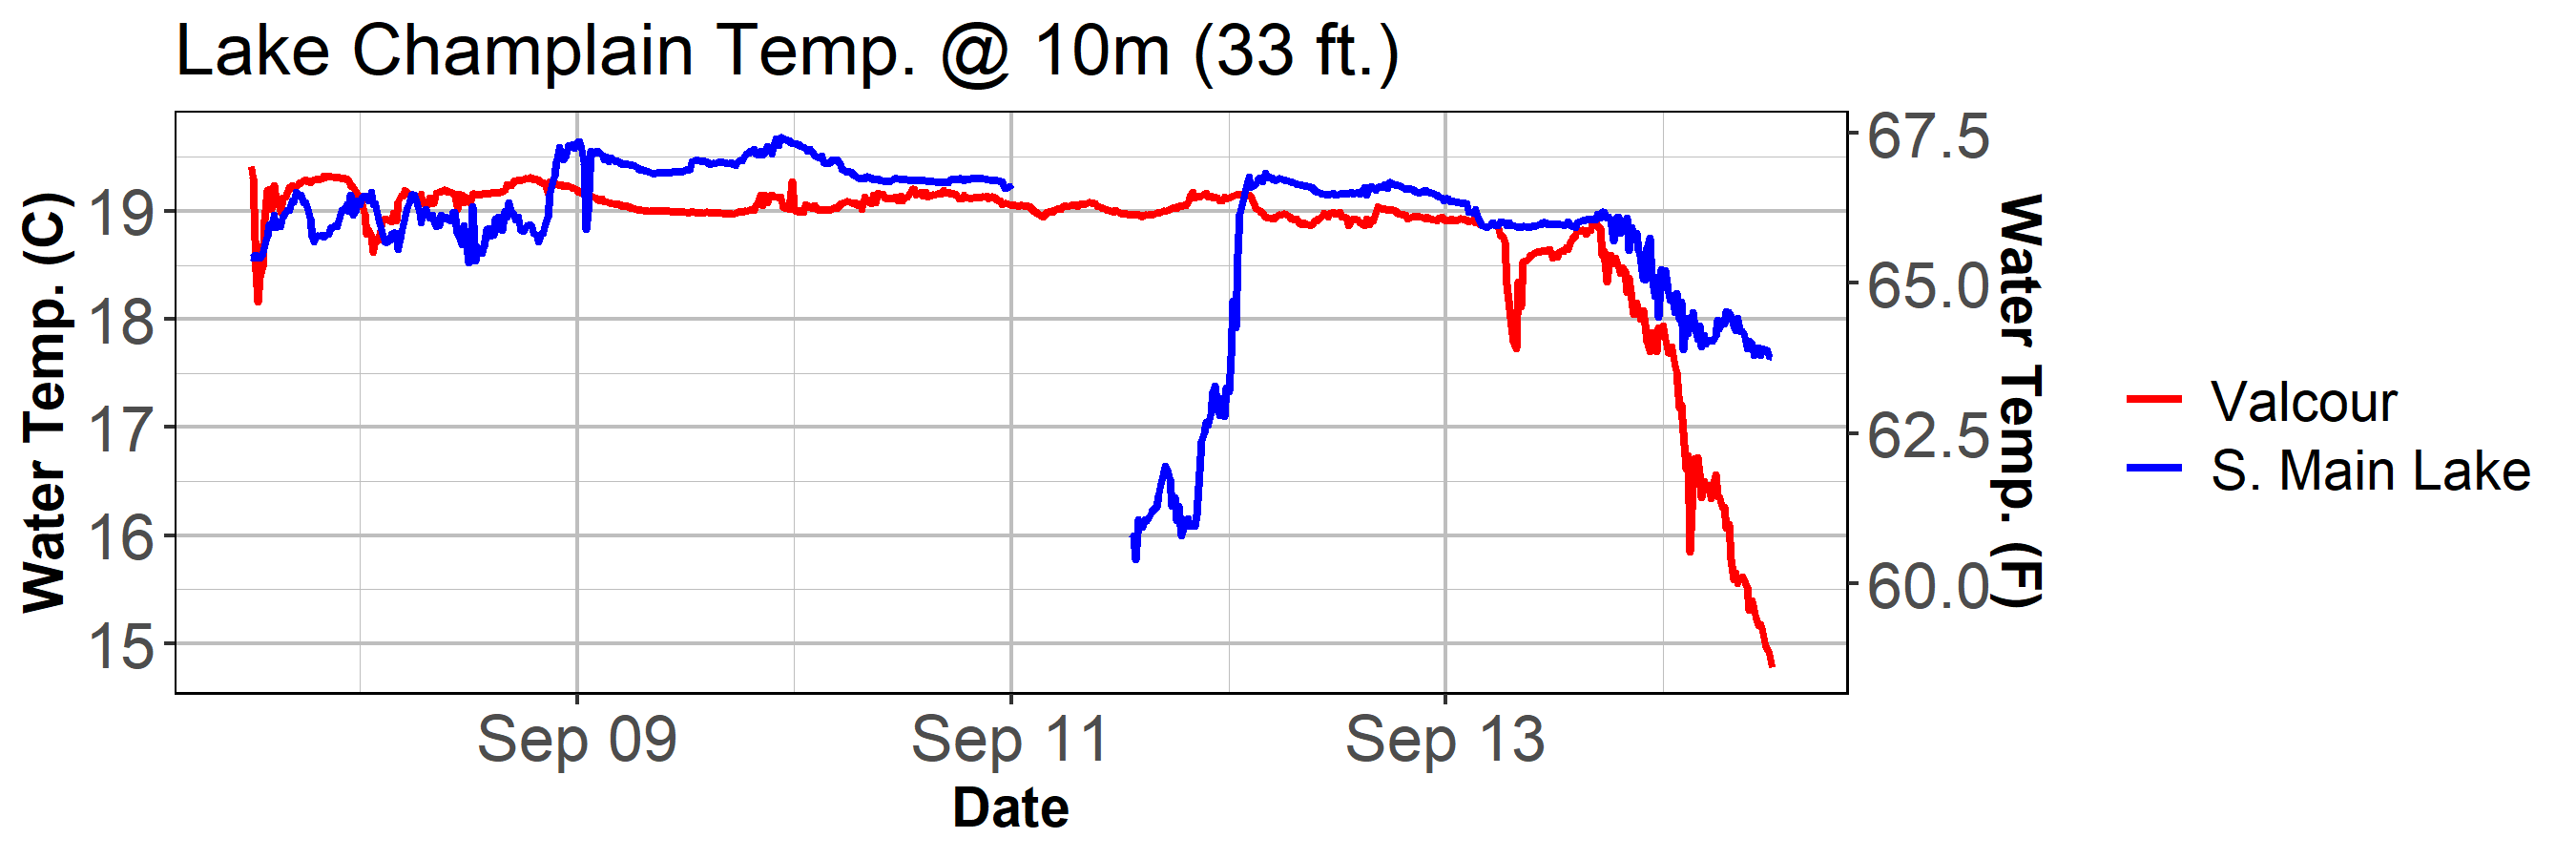 Lake Champlain Temp. @ 10m (33 ft.)
Water Temp. (C)
19
18
17
16
15
67.5
65.0
62.5
60.0
Water Temp. (F)
Sep 09
Sep 11
Sep 13
Date
Valcour
S. Main Lake